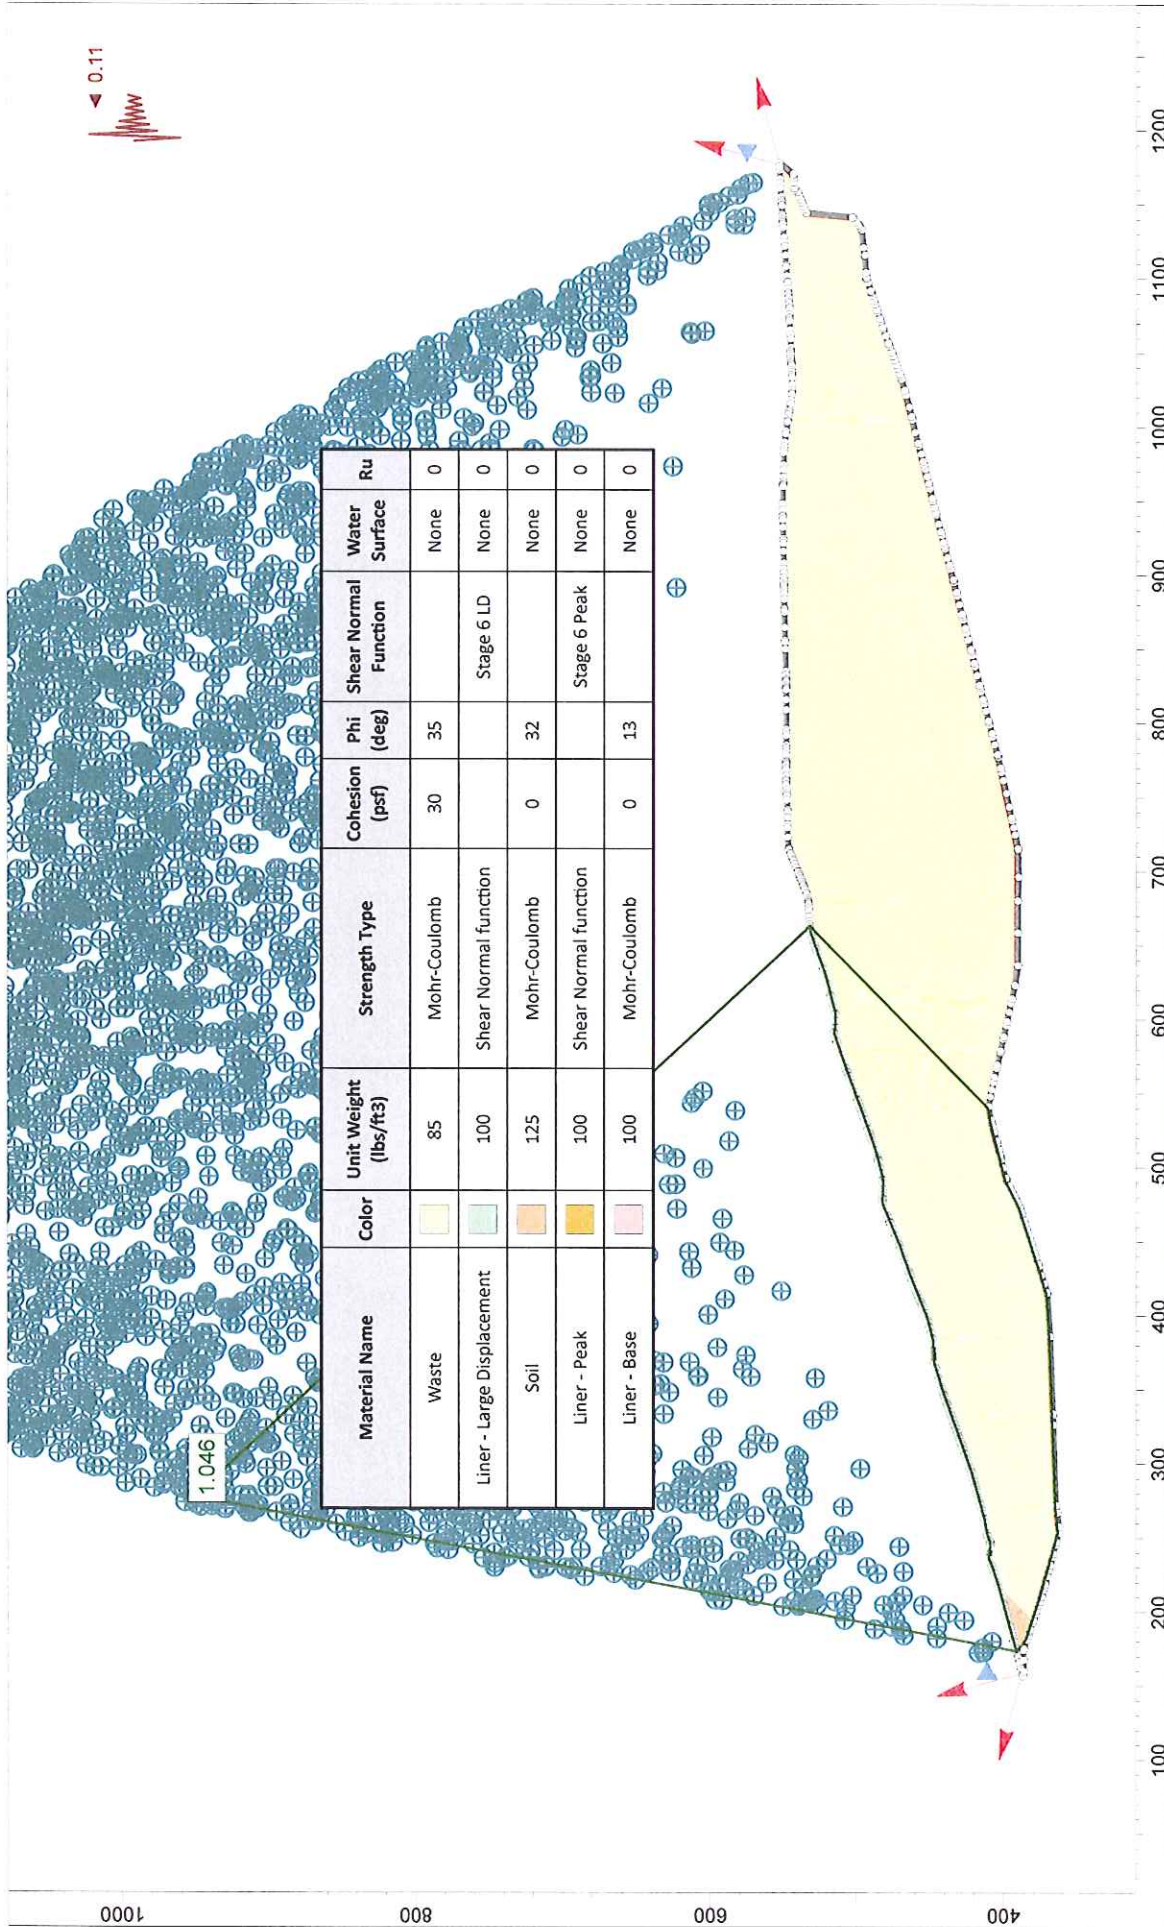 0.11
1.046
Material Name Color Unit Weight (lbs/ft3) Strength Type Cohesion (psf) Phi (deg) Shear Normal Function Water Surface Ru
Waste 85 Mohr-Coulomb 30 35 None 0
Liner - Large Displacement 100 Shear Normal function Stage 6 LD None 0
Soil 125 Mohr-Coulomb 0 32 None 0
Liner - Peak 100 Shear Normal function Stage 6 Peak None 0
Liner - Base 100 Mohr-Coulomb 0 13 None 0
1000
800
600
400
100 200 300 400 500 600 700 800 900 1000 1100 1200